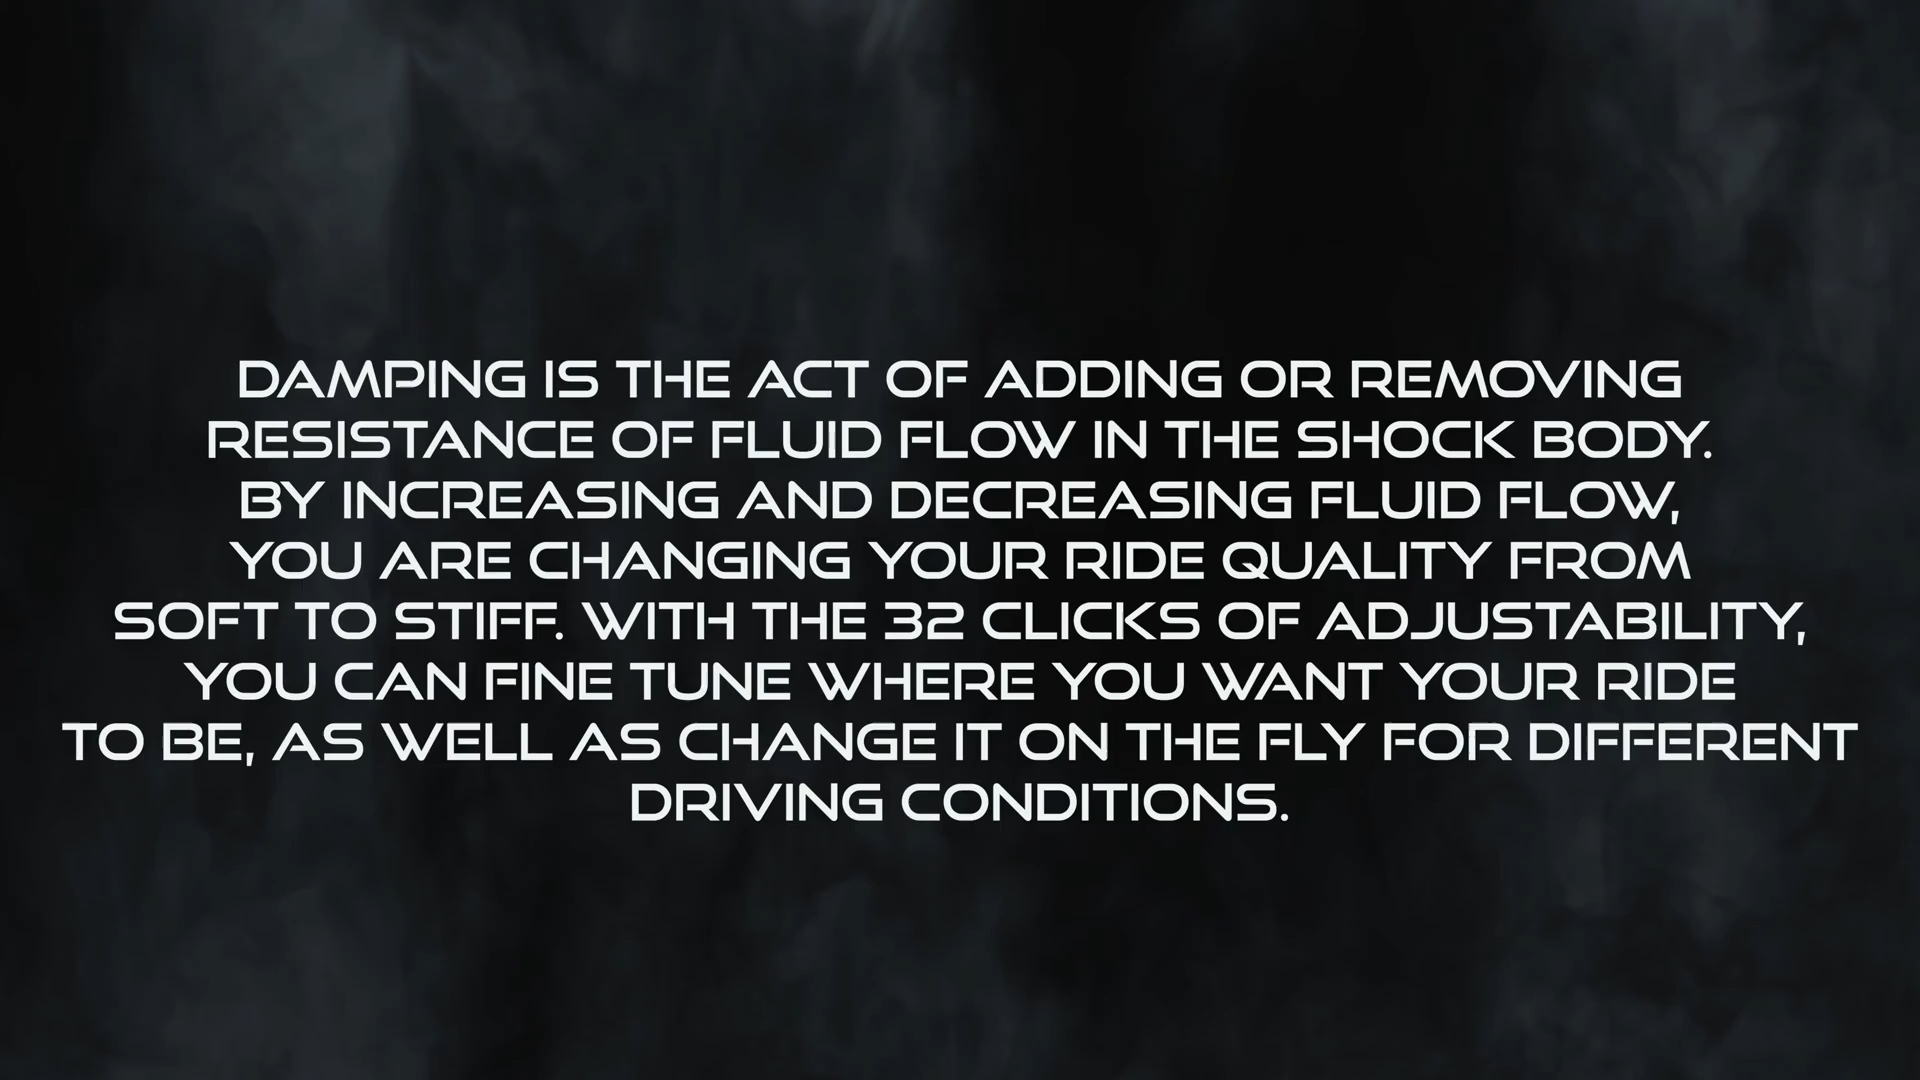 DAMPING IS THE ACT OF ADDING OR REMOVING
RESISTANCE OF FLUID FLOW IN THE SHOCK BODY.
BY INCREASING AND DECREASING FLUID FLOW,
YOU ARE CHANGING YOUR RIDE QUALITY FROM
SOFT TO STIFF. WITH THE 32 CLICKS OF ADJUSTABILITY,
YOU CAN FINE TUNE WHERE YOU WANT YOUR RIDE
TO BE, AS WELL AS CHANGE IT ON THE FLY FOR DIFFERENT
DRIVING CONDITIONS.